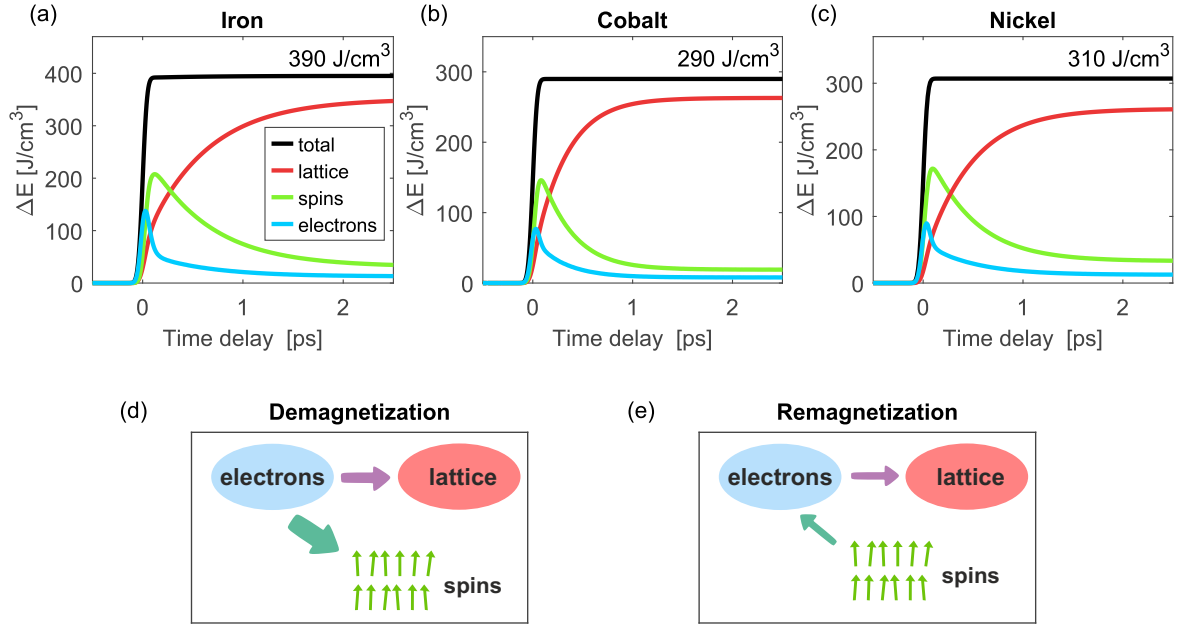 (a)
Iron
390 J/cm³
ΔE [J/cm³]
400
300
200
100
0
total
lattice
spins
electrons
0
1
2
Time delay [ps]
(b)
Cobalt
290 J/cm³
ΔE [J/cm³]
300
200
100
0
0
1
2
Time delay [ps]
(c)
Nickel
310 J/cm³
ΔE [J/cm³]
300
200
100
0
0
1
2
Time delay [ps]
(d)
Demagnetization
electrons
lattice
spins
(e)
Remagnetization
electrons
lattice
spins